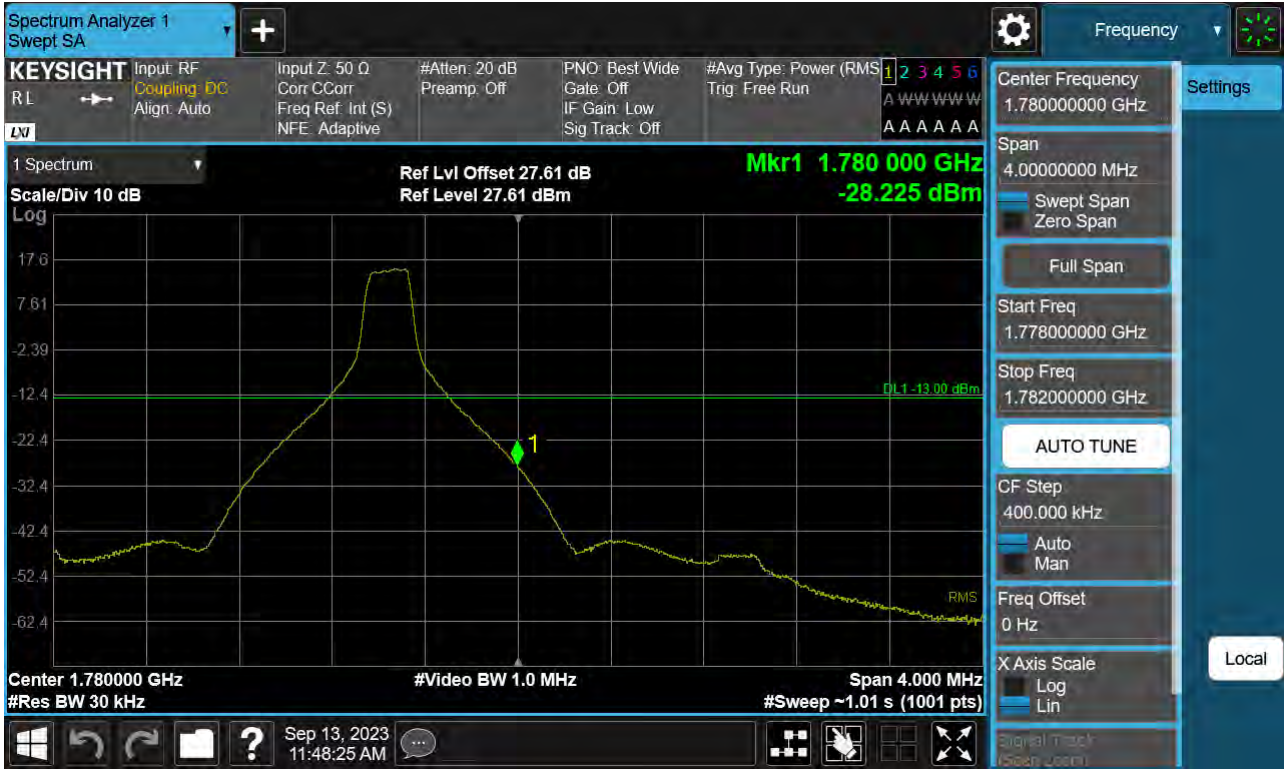 Spectrum Analyzer 1
Swept SA
+
Frequency
KEYSIGHT
R L
LXI
Input: RF
Coupling: DC
Align: Auto
Input Z: 50 Ω
Corr CCorr
Freq Ref: Int (S)
NFE: Adaptive
#Atten: 20 dB
Preamp: Off
PNO: Best Wide
Gate: Off
IF Gain: Low
Sig Track: Off
#Avg Type: Power (RMS
Trig: Free Run
1 2 3 4 5 6
A W W W W W
A A A A A A
1 Spectrum
Scale/Div 10 dB
Log
Ref Lvl Offset 27.61 dB
Ref Level 27.61 dBm
Mkr1 1.780 000 GHz
-28.225 dBm
17.6
7.61
-2.39
-12.4
-22.4
-32.4
-42.4
-52.4
-62.4
DL1 -13.00 dBm
1
RMS
Center 1.780000 GHz
#Video BW 1.0 MHz
Span 4.000 MHz
#Res BW 30 kHz
#Sweep ~1.01 s (1001 pts)
Center Frequency
1.780000000 GHz
Settings
Span
4.00000000 MHz
Swept Span
Zero Span
Full Span
Start Freq
1.778000000 GHz
Stop Freq
1.782000000 GHz
AUTO TUNE
CF Step
400.000 kHz
Auto
Man
Freq Offset
0 Hz
X Axis Scale
Log
Lin
Signal Track
(Span Zoom)
Local
?
Sep 13, 2023
11:48:25 AM